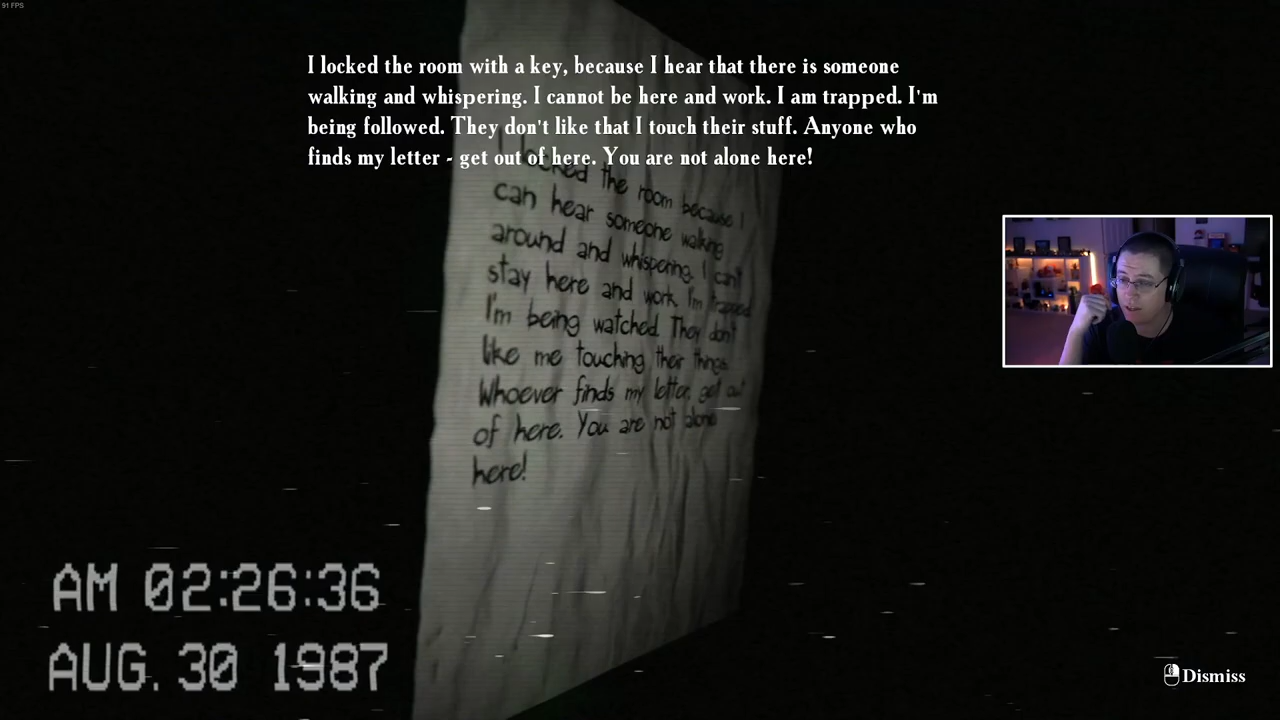 91 FPS
I locked the room with a key, because I hear that there is someone
walking and whispering. I cannot be here and work. I am trapped. I'm
being followed. They don't like that I touch their stuff. Anyone who
finds my letter - get out of here. You are not alone here!
I locked the room because I
can hear someone walking
around and whispering. I can't
stay here and work. I'm trapped
I'm being watched. They don't
like me touching their things.
Whoever finds my letter, get out
of here. You are not alone
here!
AM 02:26:36
AUG. 30 1987
Dismiss